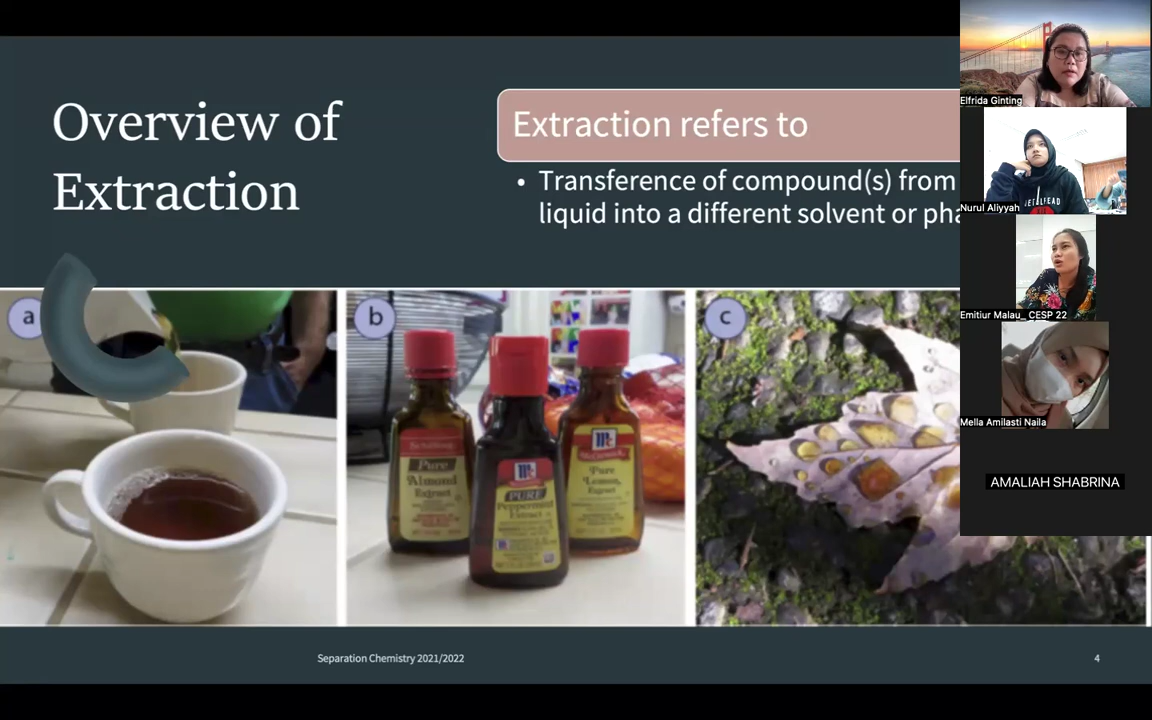 Overview of
Extraction
Extraction refers to
• Transference of compound(s) from
liquid into a different solvent or pha
a
b
c
Pure
Almond
Extract
PURE
Peppermint
Extract
McCormick
Pure
Lemon
Extract
Separation Chemistry 2021/2022
4
Elfrida Ginting
Nurul Aliyyah
Emitiur Malau_ CESP 22
Mella Amilasti Naila
AMALIAH SHABRINA